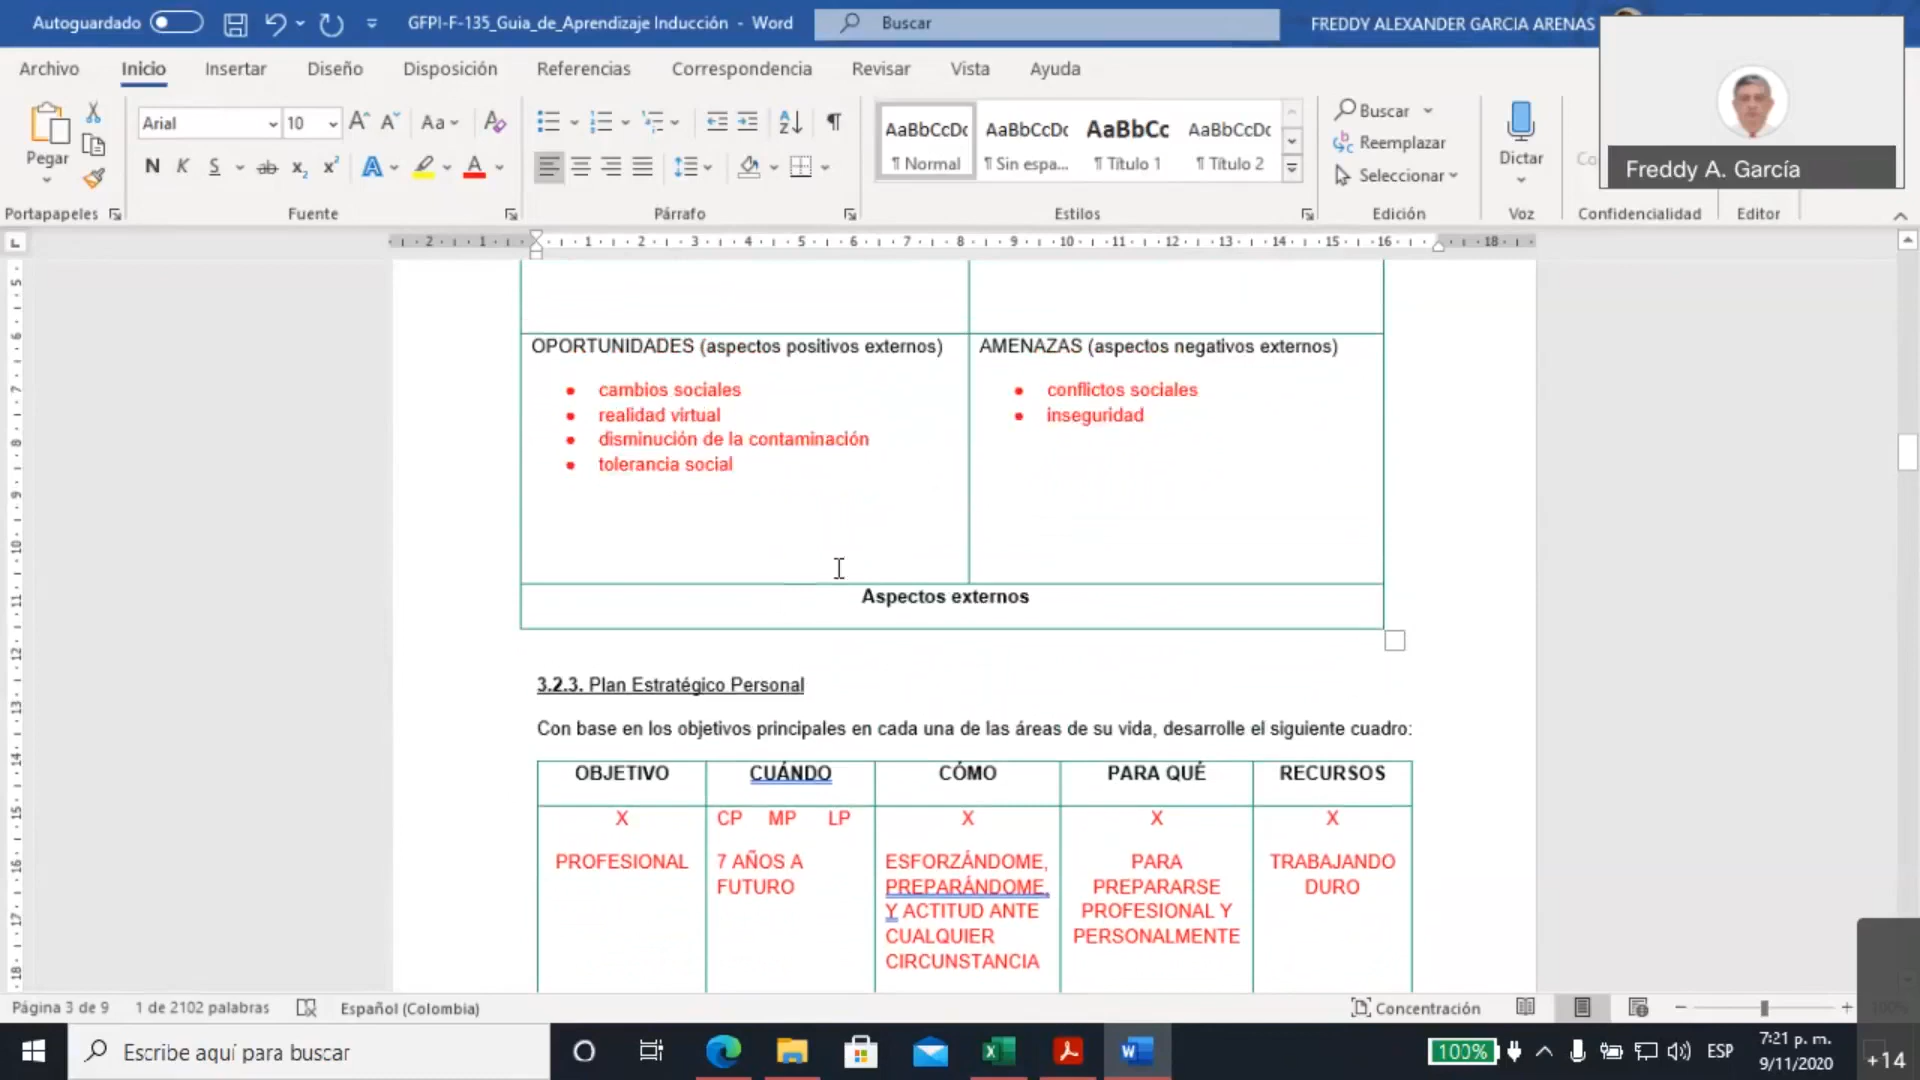 Autoguardado
GFPI-F-135_Guia_de_Aprendizaje Inducción - Word
Buscar
FREDDY ALEXANDER GARCIA ARENAS
Archivo Inicio Insertar Diseño Disposición Referencias Correspondencia Revisar Vista Ayuda
Pegar
Arial 10
Portapapeles Fuente Párrafo Estilos Edición Voz Confidencialidad Editor
AaBbCcDc AaBbCcDc AaBbCc AaBbCcDc
¶ Normal ¶ Sin espa... ¶ Título 1 ¶ Título 2
Buscar
Reemplazar
Seleccionar
Dictar
Freddy A. García
OPORTUNIDADES (aspectos positivos externos)
• cambios sociales
• realidad virtual
• disminución de la contaminación
• tolerancia social
AMENAZAS (aspectos negativos externos)
• conflictos sociales
• inseguridad
Aspectos externos
3.2.3. Plan Estratégico Personal
Con base en los objetivos principales en cada una de las áreas de su vida, desarrolle el siguiente cuadro:
OBJETIVO CUÁNDO CÓMO PARA QUÉ RECURSOS
X CP MP LP X X X
PROFESIONAL
7 AÑOS A
FUTURO
ESFORZÁNDOME,
PREPARÁNDOME,
Y ACTITUD ANTE
CUALQUIER
CIRCUNSTANCIA
PARA
PREPARARSE
PROFESIONAL Y
PERSONALMENTE
TRABAJANDO
DURO
Página 3 de 9 1 de 2102 palabras Español (Colombia) Concentración
Escribe aquí para buscar
100% ESP
7:21 p. m.
9/11/2020
+14